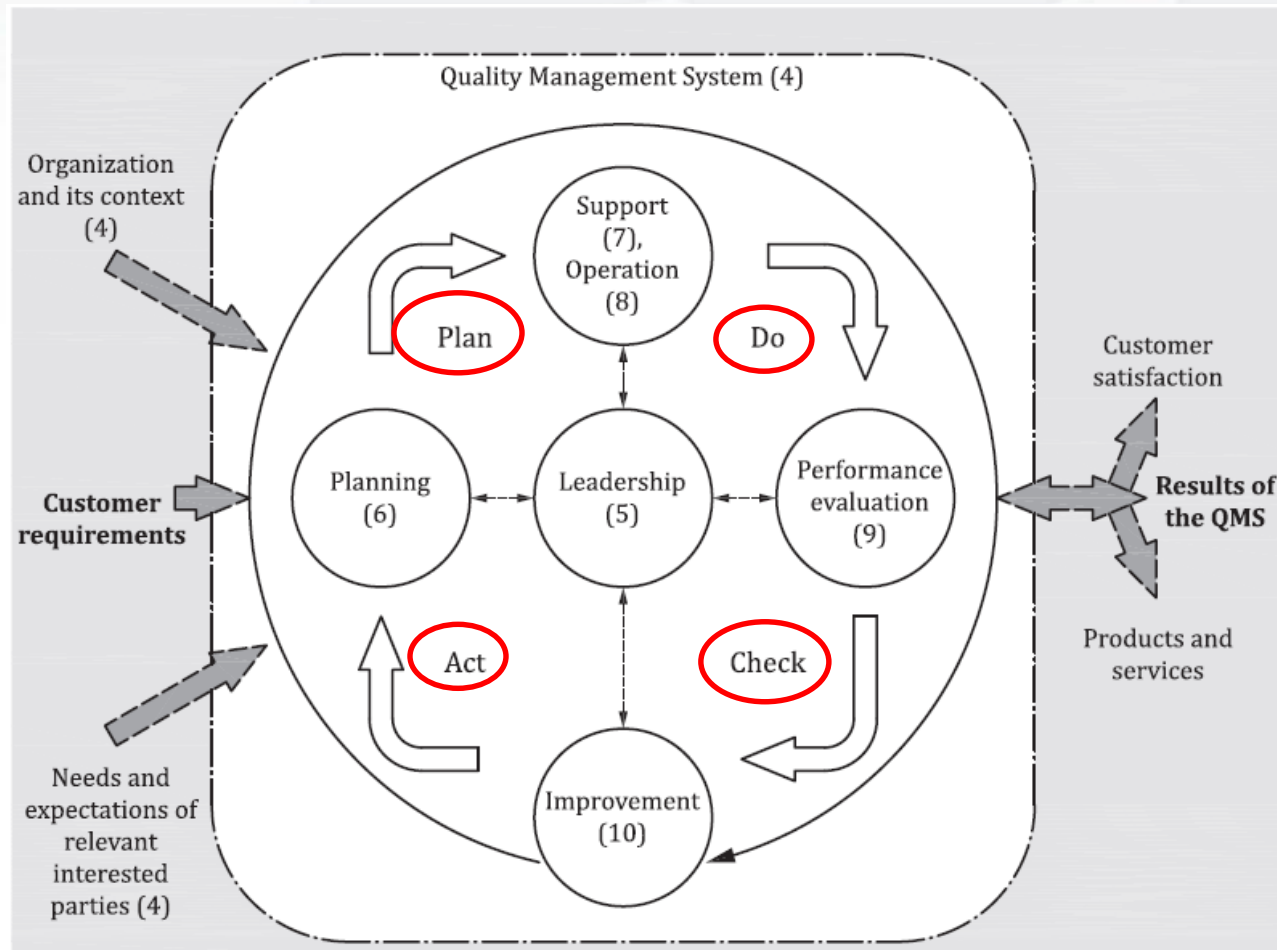 Quality Management System (4)
Organization
and its context
(4)
Support
(7),
Operation
(8)
Plan
Do
Customer
satisfaction
Planning
(6)
Leadership
(5)
Performance
evaluation
(9)
Customer
requirements
Results of
the QMS
Act
Check
Products and
services
Needs and
expectations of
relevant
interested
parties (4)
Improvement
(10)